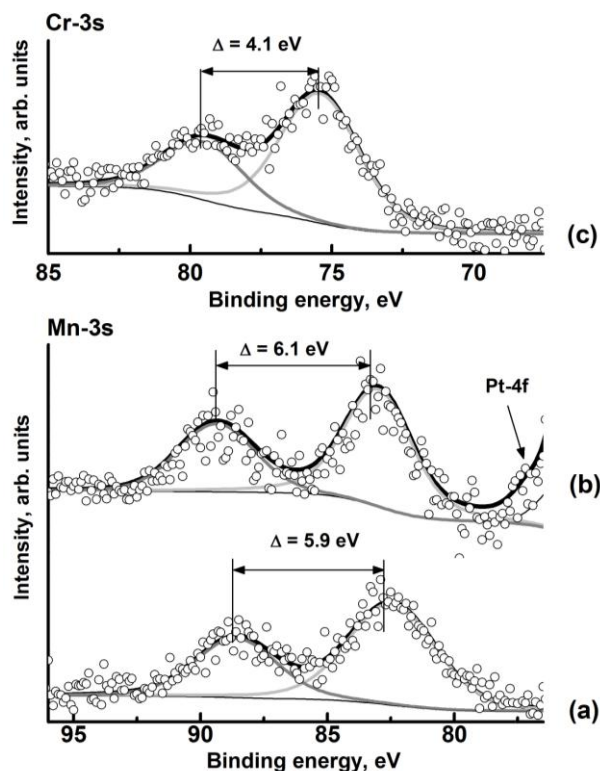 Cr-3s
Δ = 4.1 eV
Intensity, arb. units
(c)
85 80 75 70
Binding energy, eV
Mn-3s
Δ = 6.1 eV
Pt-4f
(b)
Intensity, arb. units
Δ = 5.9 eV
(a)
95 90 85 80
Binding energy, eV